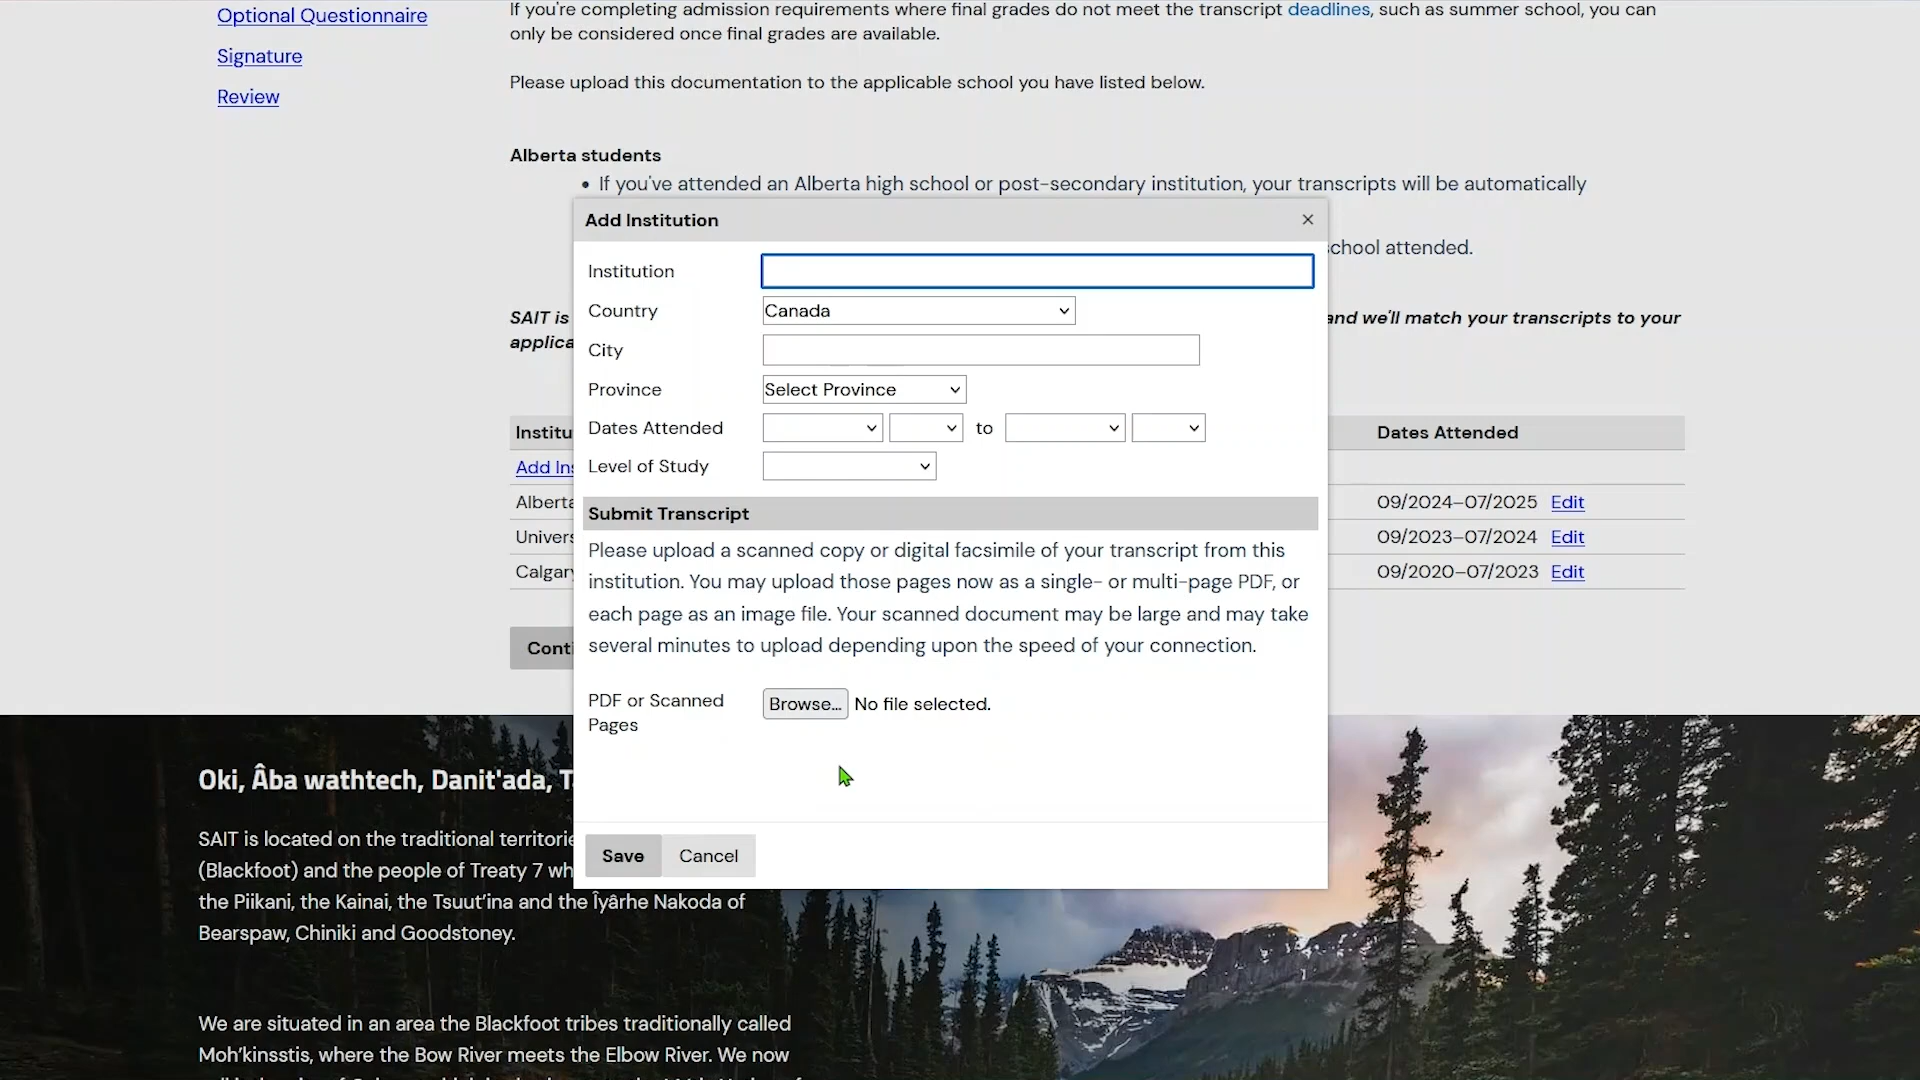 Optional Questionnaire
Signature
Review
If you're completing admission requirements where final grades do not meet the transcript deadlines, such as summer school, you can
only be considered once final grades are available.
Please upload this documentation to the applicable school you have listed below.
Alberta students
• If you've attended an Alberta high school or post-secondary institution, your transcripts will be automatically
school attended.
SAIT is
and we'll match your transcripts to your
Dates Attended
09/2024–07/2025 Edit
09/2023–07/2024 Edit
09/2020–07/2023 Edit
Add Institution
×
Institution
Country Canada
City
Province Select Province
Dates Attended to
Level of Study
Submit Transcript
Please upload a scanned copy or digital facsimile of your transcript from this
institution. You may upload those pages now as a single- or multi-page PDF, or
each page as an image file. Your scanned document may be large and may take
several minutes to upload depending upon the speed of your connection.
PDF or Scanned
Pages
Browse... No file selected.
Save Cancel
Oki, Âba wathtech, Danit'ada,
SAIT is located on the traditional
(Blackfoot) and the people of Treaty 7
the Piikani, the Kainai, the Tsuut'ina and the Îyârhe Nakoda of
Bearspaw, Chiniki and Goodstoney.
We are situated in an area the Blackfoot tribes traditionally called
Moh'kinsstis, where the Bow River meets the Elbow River. We now